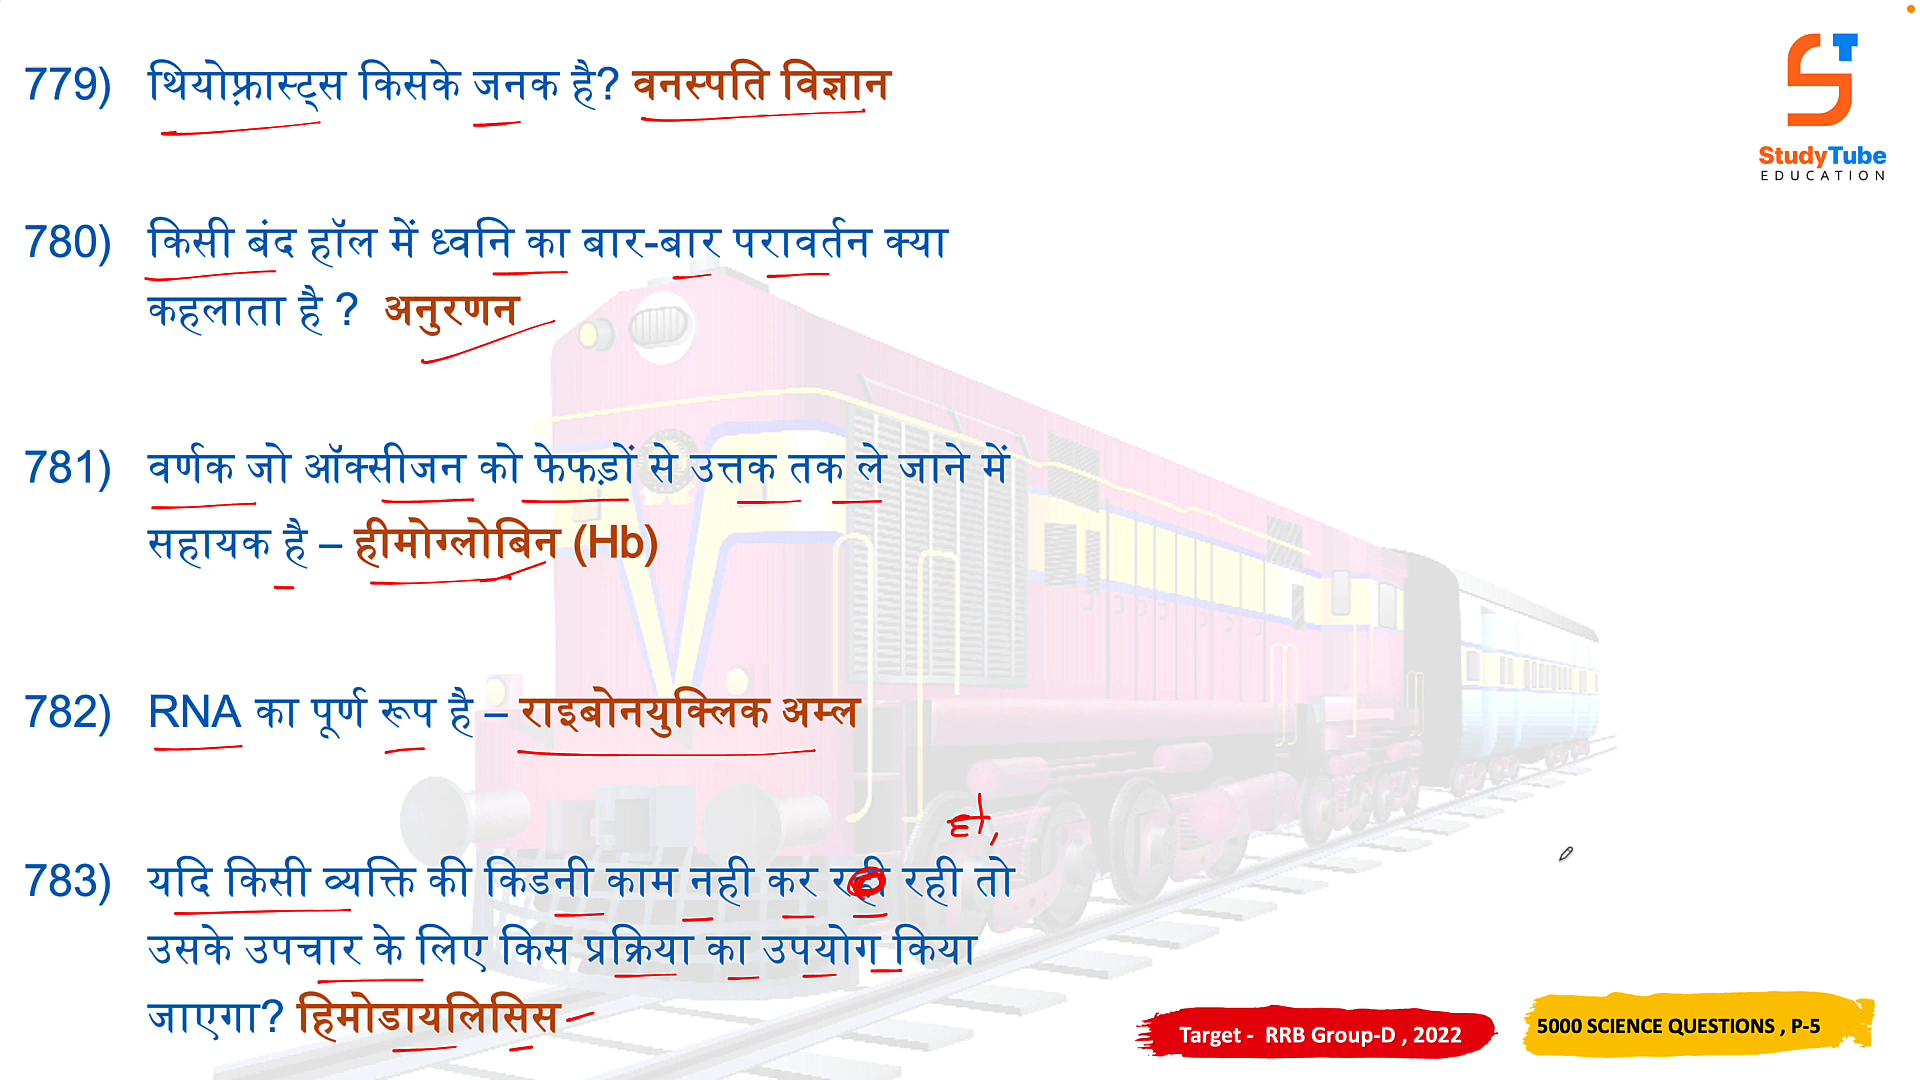 779) थियोफ़्रास्ट्स किसके जनक है? वनस्पति विज्ञान
StudyTube
EDUCATION
780) किसी बंद हॉल में ध्वनि का बार-बार परावर्तन क्या
कहलाता है ? अनुरणन
781) वर्णक जो ऑक्सीजन को फेफड़ों से उत्तक तक ले जाने में
सहायक है – हीमोग्लोबिन (Hb)
782) RNA का पूर्ण रूप है – राइबोनयुक्लिक अम्ल
783) यदि किसी व्यक्ति की किडनी काम नही कर रही रही तो
उसके उपचार के लिए किस प्रक्रिया का उपयोग किया
जाएगा? हिमोडायलिसिस
Target - RRB Group-D , 2022
5000 SCIENCE QUESTIONS , P-5